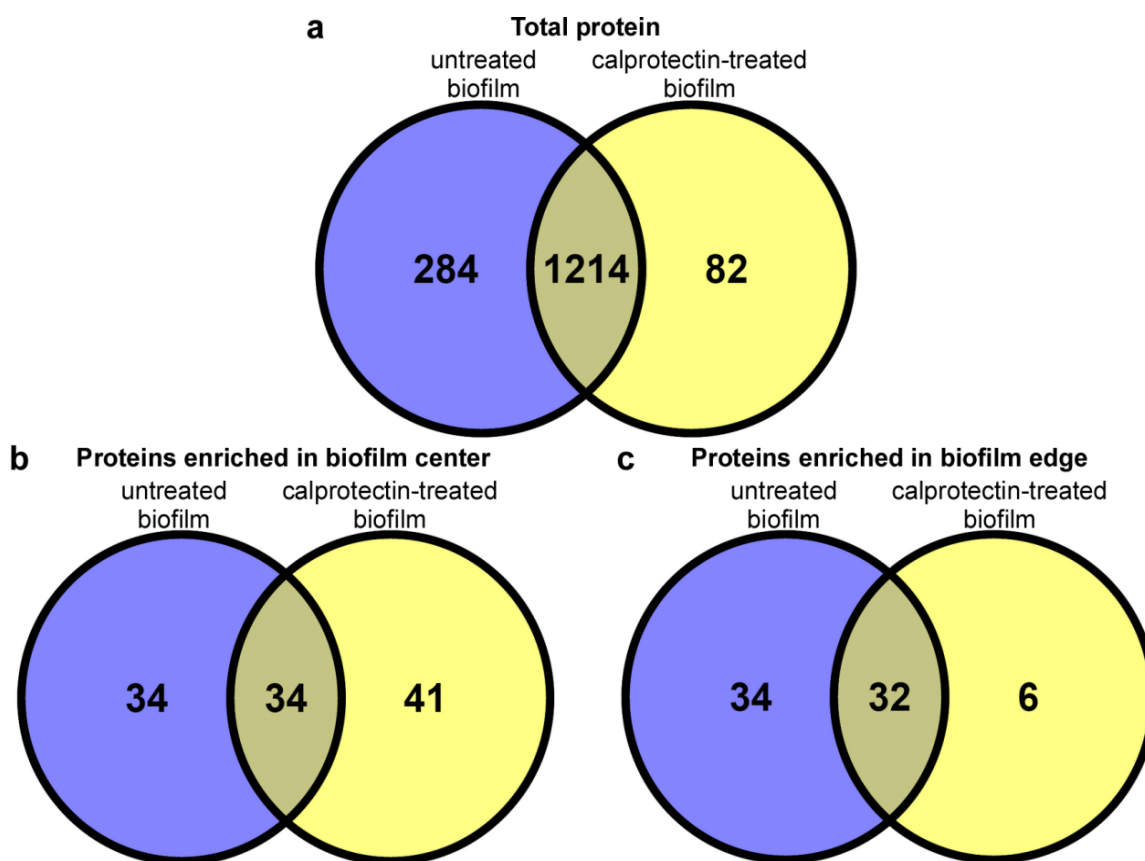 a Total protein
untreated biofilm
calprotectin-treated biofilm
284 1214 82
b Proteins enriched in biofilm center
untreated biofilm
calprotectin-treated biofilm
34 34 41
c Proteins enriched in biofilm edge
untreated biofilm
calprotectin-treated biofilm
34 32 6